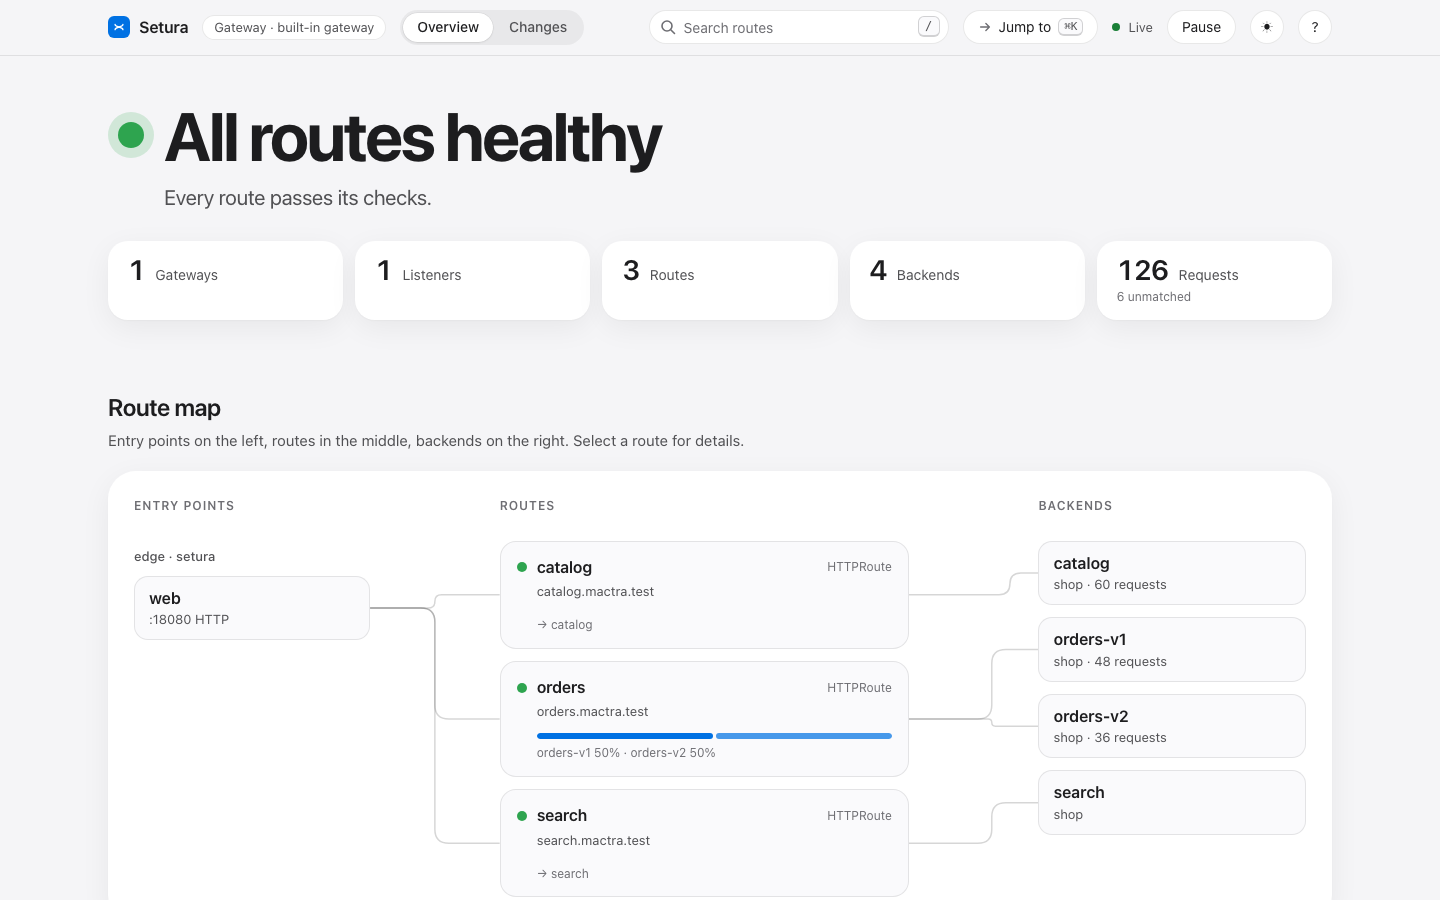 Setura
Gateway · built-in gateway
Overview
Changes
Search routes
/
→ Jump to ⌘K
Live
Pause
?
All routes healthy
Every route passes its checks.
1 Gateways
1 Listeners
3 Routes
4 Backends
126 Requests
6 unmatched
Route map
Entry points on the left, routes in the middle, backends on the right. Select a route for details.
ENTRY POINTS
ROUTES
BACKENDS
edge · setura
web
:18080 HTTP
catalog HTTPRoute
catalog.mactra.test
→ catalog
orders HTTPRoute
orders.mactra.test
orders-v1 50% · orders-v2 50%
search HTTPRoute
search.mactra.test
→ search
catalog
shop · 60 requests
orders-v1
shop · 48 requests
orders-v2
shop · 36 requests
search
shop